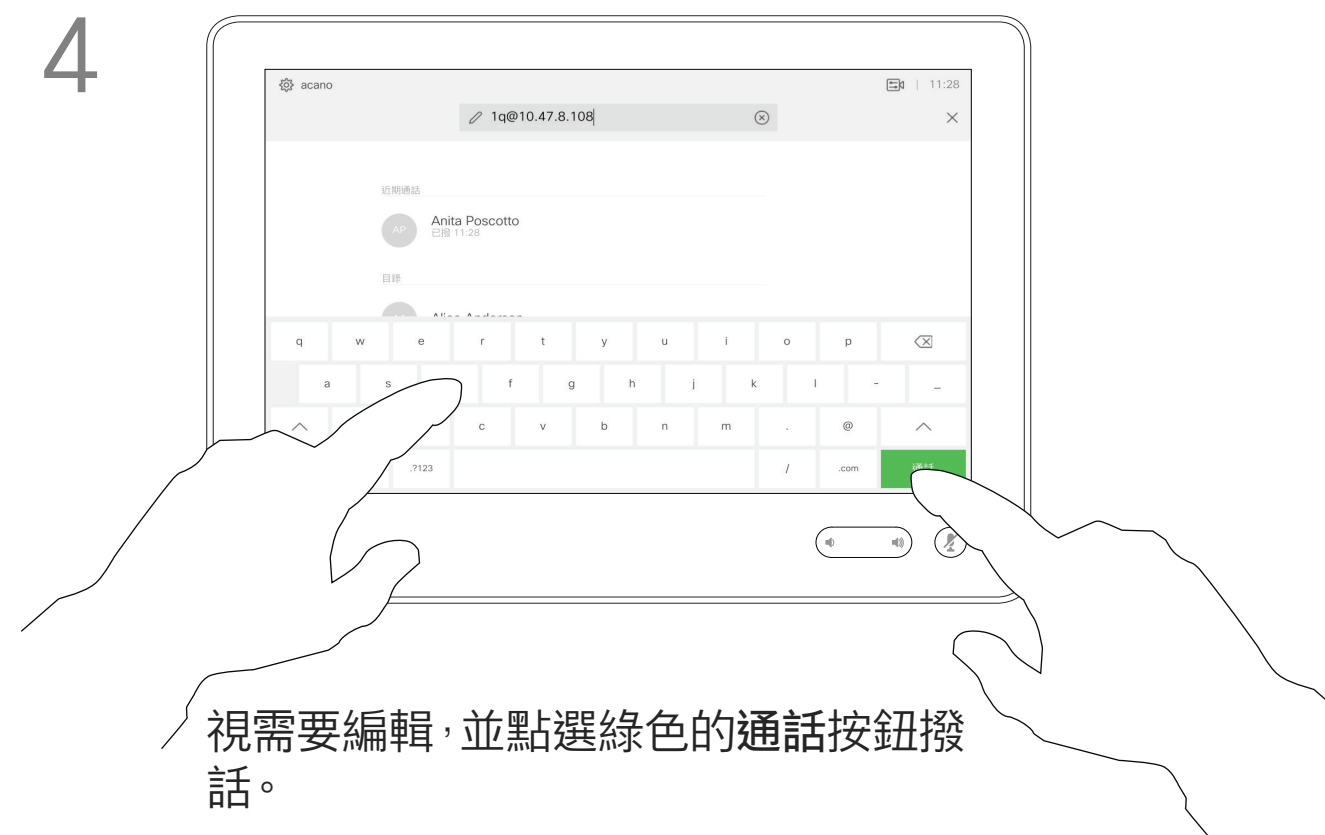 4
acano
11:28
1q@10.47.8.108
近期通話
AP
Anita Poscotto
已撥 11:28
目錄
q w e r t y u i o p
a s f g h j k l - _
c v b n m . @
.?123 / .com
視需要編輯,並點選綠色的通話按鈕撥
話。